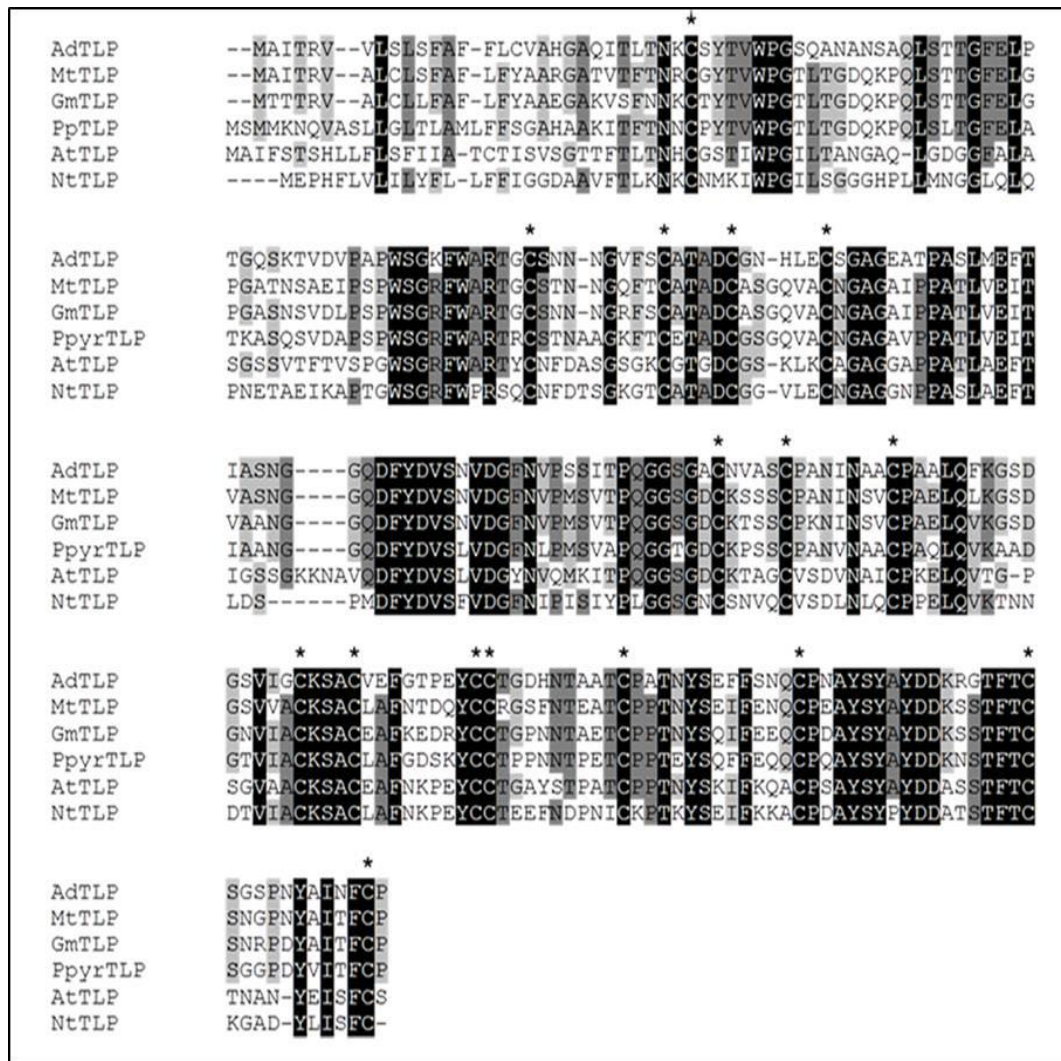 *
AdTLP --MAITRV--VLSLSFAF-FLCVAHGAQITLTNKCSYTVWPGSQANANSAQLSTTGFELP
MtTLP --MAITRV--ALCLSFAF-LFYAARGATVTFTNRCGYTVWPGTLTGDQKPQLSTTGFELG
GmTLP --MTTTRV--ALCLLFAF-LFYAAEGAKVSFNNKCTYTVWPGTLTGDQKPQLSTTGFELG
PpTLP MSMMKNQVASLLGLTLAMLFFSGAHAAKITFTNNCPYTVWPGTLTGDQKPQLSLTGFELA
AtTLP MAIFSTSHLLFLSFIIA-TCTISVSGTTFTLTNHCGSTIWPGILTANGAQ-LGDGGFALA
NtTLP ----MEPHFLVLILYFL-LFFIGGDAAVFTLKNKCNMKIWPGILSGGGHPLLMNGGLQLQ
* * * *
AdTLP TGQSKTVDVPAPWSGKFWARTGCSNN-NGVFSCATADCGN-HLECSGAGEATPASLMEFT
MtTLP PGATNSAEIPSPWSGRFWARTGCSTN-NGQFTCATADCASGQVACNGAGAIPPATLVEIT
GmTLP PGASNSVDLPSPWSGRFWARTGCSNN-NGRFSCATADCASGQVACNGAGAIPPATLVEIT
PpyrTLP TKASQSVDAPSPWSGRFWARTRCSTNAAGKFTCETADCGSGQVACNGAGAVPPATLVEIT
AtTLP SGSSVTFTVSPGWSGRFWARTYCNFDASGSGKCGTGDCGS-KLKCAGAGGAPPATLAEFT
NtTLP PNETAEIKAPTGWSGRFWPRSQCNFDTSGKGTCATADCGG-VLECNGAGGNPPASLAEFT
* * *
AdTLP IASNG----GQDFYDVSNVDGFNVPSSITPQGGSGACNVASCPANINAACPAALQFKGSD
MtTLP VASNG----GQDFYDVSNVDGFNVPMSVTPQGGSGDCKSSSCPANINSVCPAELQLKGSD
GmTLP VAANG----GQDFYDVSNVDGFNVPMSVTPQGGSGDCKTSSCPKNINSVCPAELQVKGSD
PpyrTLP IAANG----GQDFYDVSLVDGFNLPMSVAPQGGTGDCKPSSCPANVNAACPAQLQVKAAD
AtTLP IGSSGKKNAVQDFYDVSLVDGYNVQMKITPQGGSGDCKTAGCVSDVNAICPKELQVTG-P
NtTLP LDS------PMDFYDVSFVDGFNIPISIYPLGGSGNCSNVQCVSDLNLQCPPELQVKTNN
* * ** * * *
AdTLP GSVIGCKSACVEFGTPEYCCTGDHNTAATCPATNYSEFFSNQCPNAYSYAYDDKRGTFTC
MtTLP GSVVACKSACLAFNTDQYCCRGSFNTEATCPPTNYSEIFENQCPEAYSYAYDDKSSTFTC
GmTLP GNVIACKSACEAFKEDRYCCTGPNNTAETCPPTNYSQIFEEQCPDAYSYAYDDKSSTFTC
PpyrTLP GTVIACKSACLAFGDSKYCCTPPNNTPETCPPTEYSQFFEQQCPQAYSYAYDDKNSTFTC
AtTLP SGVAACKSACEAFNKPEYCCTGAYSTPATCPPTNYSKIFKQACPSAYSYAYDDASSTFTC
NtTLP DTVIACKSACLAFNKPEYCCTEEFNDPNICKPTKYSEIFKKACPDAYSYPYDDATSTFTC
*
AdTLP SGSPNYAINFCP
MtTLP SNGPNYAITFCP
GmTLP SNRPDYAITFCP
PpyrTLP SGGPDYVITFCP
AtTLP TNAN-YEISFCS
NtTLP KGAD-YLISFC-